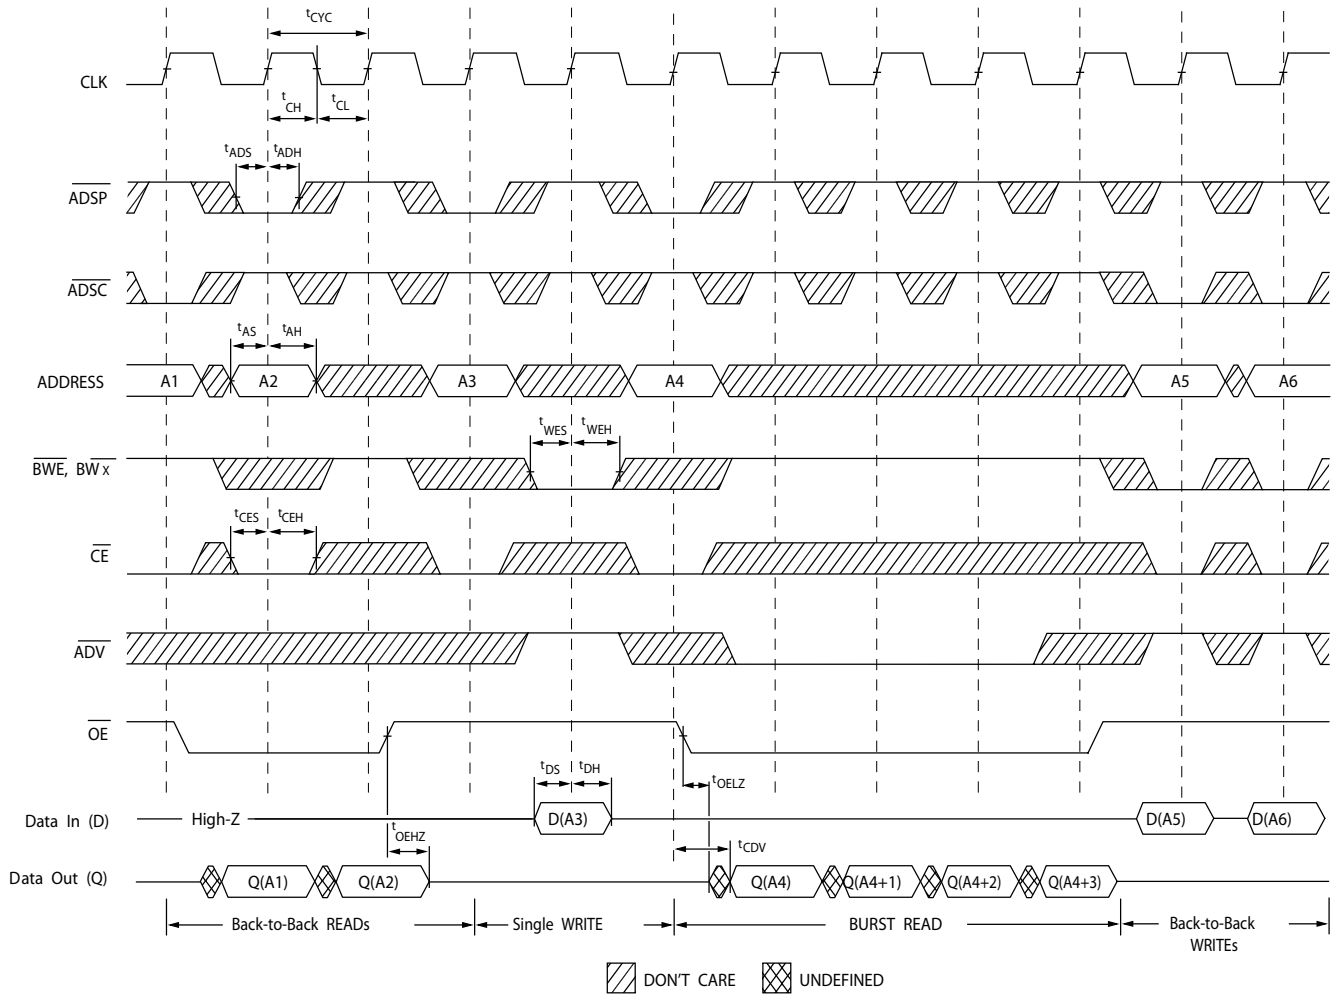 tCYC
CLK
tCH
tCL
tADS
tADH
ADSP
ADSC
tAS
tAH
ADDRESS
A1
A2
A3
A4
A5
A6
tWES
tWEH
BWE, BW x
tCES
tCEH
CE
ADV
OE
tDS
tDH
tOELZ
Data In (D)
High-Z
D(A3)
D(A5)
D(A6)
tOEHZ
tCDV
Data Out (Q)
Q(A1)
Q(A2)
Q(A4)
Q(A4+1)
Q(A4+2)
Q(A4+3)
Back-to-Back READs
Single WRITE
BURST READ
Back-to-Back
WRITEs
DON'T CARE
UNDEFINED